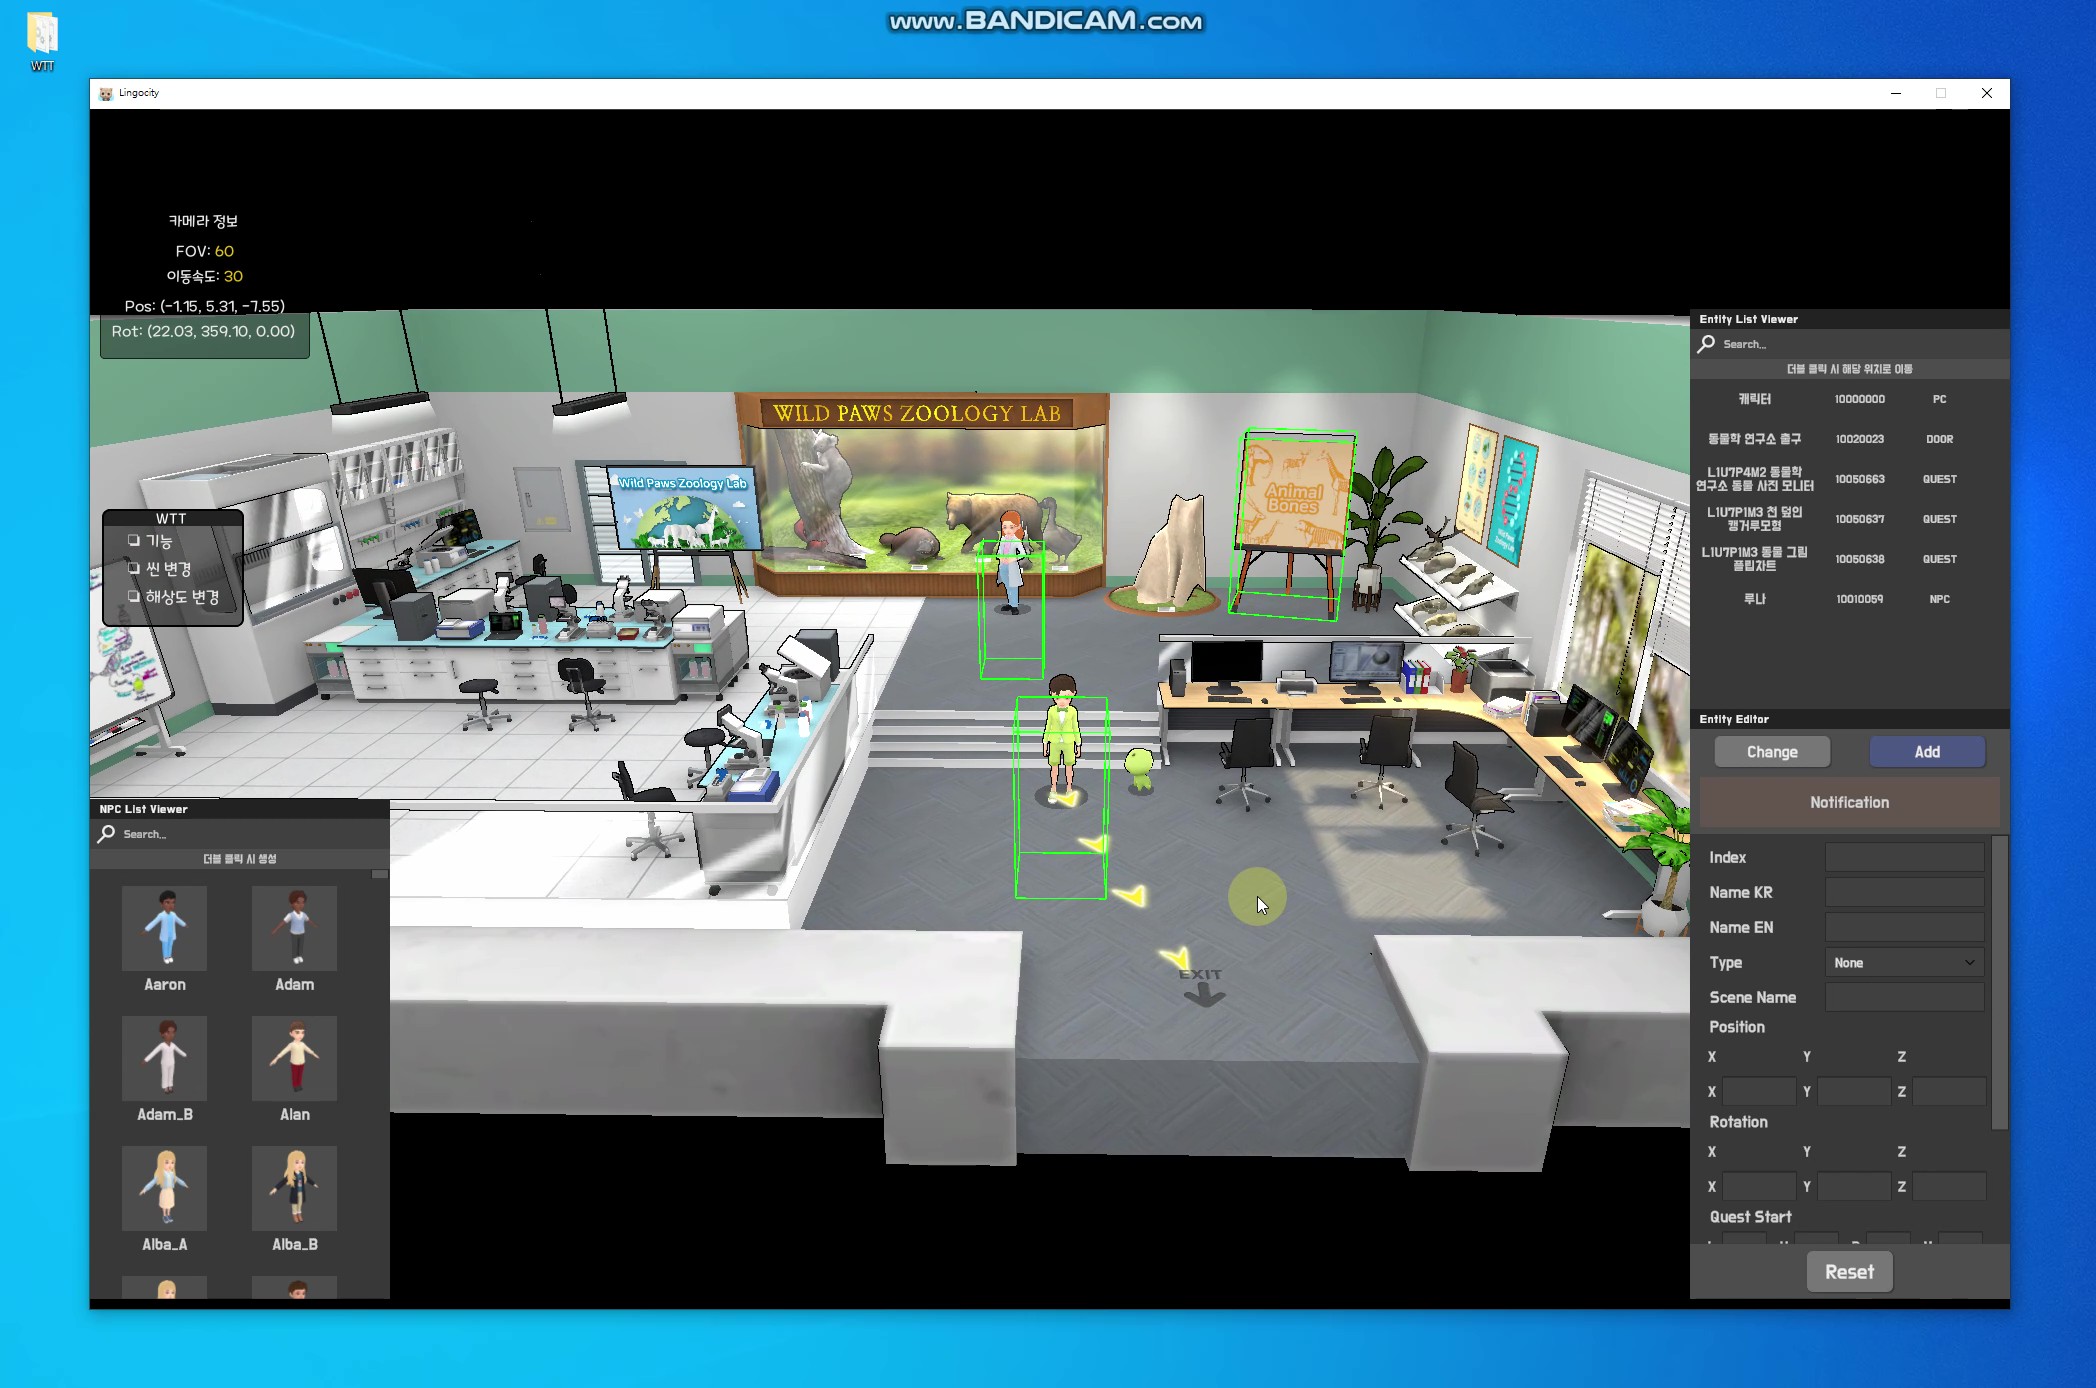 www.BANDICAM.com
WTT
Lingocity
카메라 정보
FOV: 60
이동속도: 30
Pos: (-1.15, 5.31, -7.55)
Rot: (22.03, 359.10, 0.00)
WTT
기능
씬 변경
해상도 변경
WILD PAWS ZOOLOGY LAB
Wild Paws Zoology Lab
Animal
Bones
EXIT
NPC List Viewer
Search...
더블 클릭 시 생성
Aaron
Adam
Adam_B
Alan
Alba_A
Alba_B
Entity List Viewer
Search...
더블 클릭 시 해당 위치로 이동
캐릭터 10000000 PC
동물학 연구소 출구 10020023 DOOR
L1U7P4M2 동물학
연구소 동물 사진 모니터 10050663 QUEST
L1U7P1M3 천 덮인
캥거루모형 10050637 QUEST
L1U7P1M3 동물 그림
플립차트 10050638 QUEST
루나 10010059 NPC
Entity Editor
Change Add
Notification
Index
Name KR
Name EN
Type None
Scene Name
Position
X Y Z
X Y Z
Rotation
X Y Z
X Y Z
Quest Start
Reset